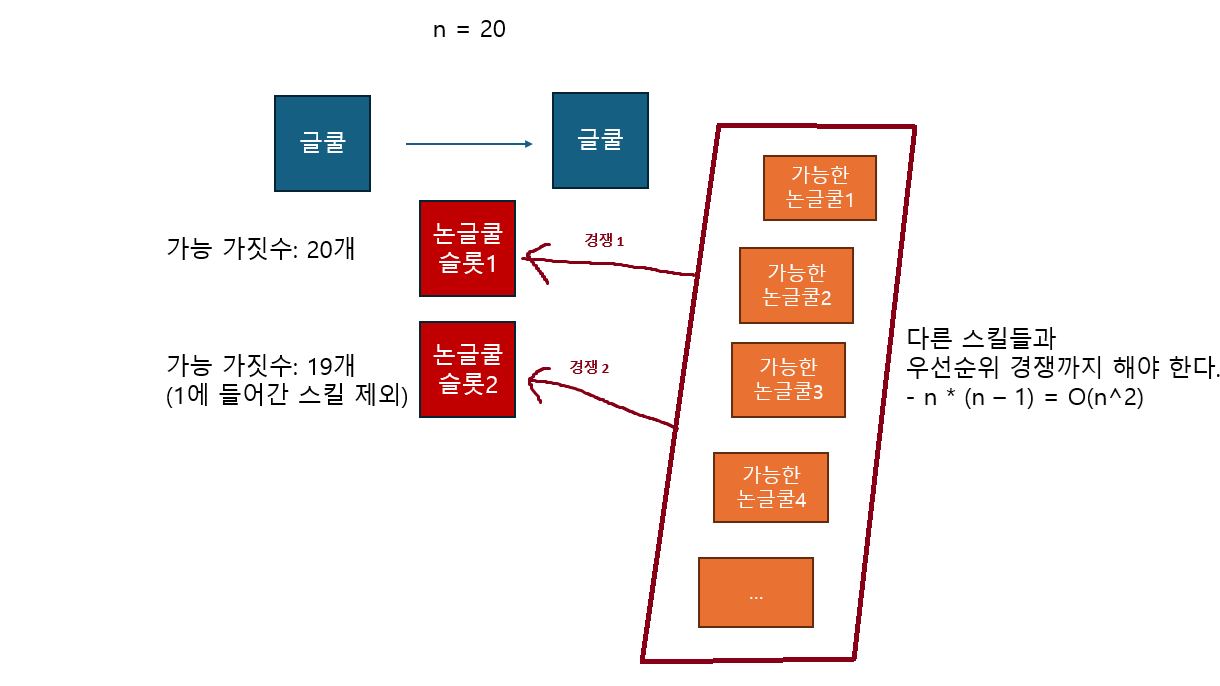 n = 20
글쿨
글쿨
가능 가짓수: 20개
논글쿨
슬롯1
경쟁 1
가능 가짓수: 19개
(1에 들어간 스킬 제외)
논글쿨
슬롯2
경쟁 2
가능한
논글쿨1
가능한
논글쿨2
가능한
논글쿨3
가능한
논글쿨4
...
다른 스킬들과
우선순위 경쟁까지 해야 한다.
- n * (n – 1) = O(n^2)